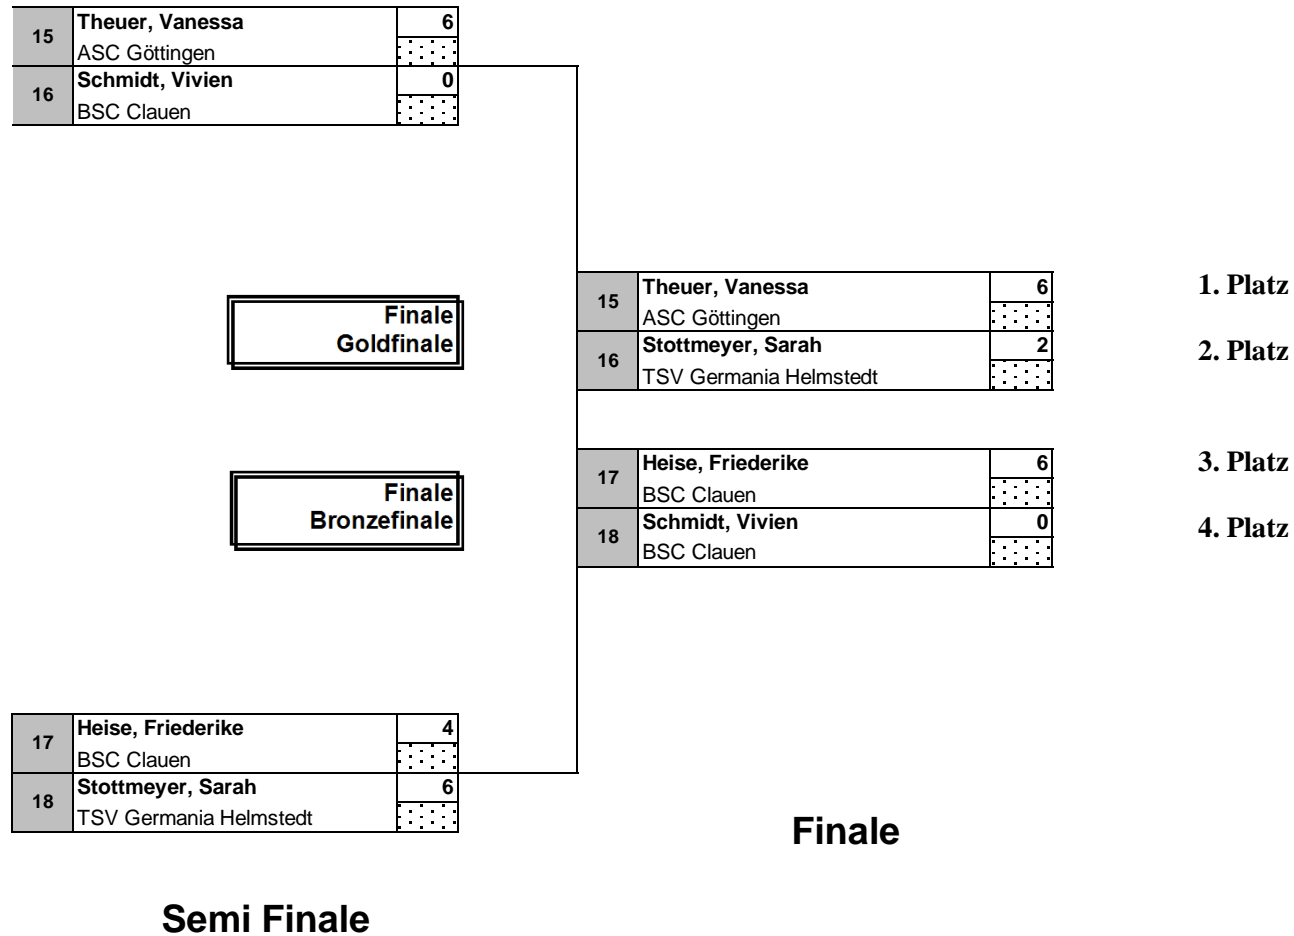 15
Theuer, Vanessa 6
ASC Göttingen
16
Schmidt, Vivien 0
BSC Clauen
Finale
Goldfinale
15
Theuer, Vanessa 6
ASC Göttingen
1. Platz
16
Stottmeyer, Sarah 2
TSV Germania Helmstedt
2. Platz
Finale
Bronzefinale
17
Heise, Friederike 6
BSC Clauen
3. Platz
18
Schmidt, Vivien 0
BSC Clauen
4. Platz
17
Heise, Friederike 4
BSC Clauen
18
Stottmeyer, Sarah 6
TSV Germania Helmstedt
Finale
Semi Finale